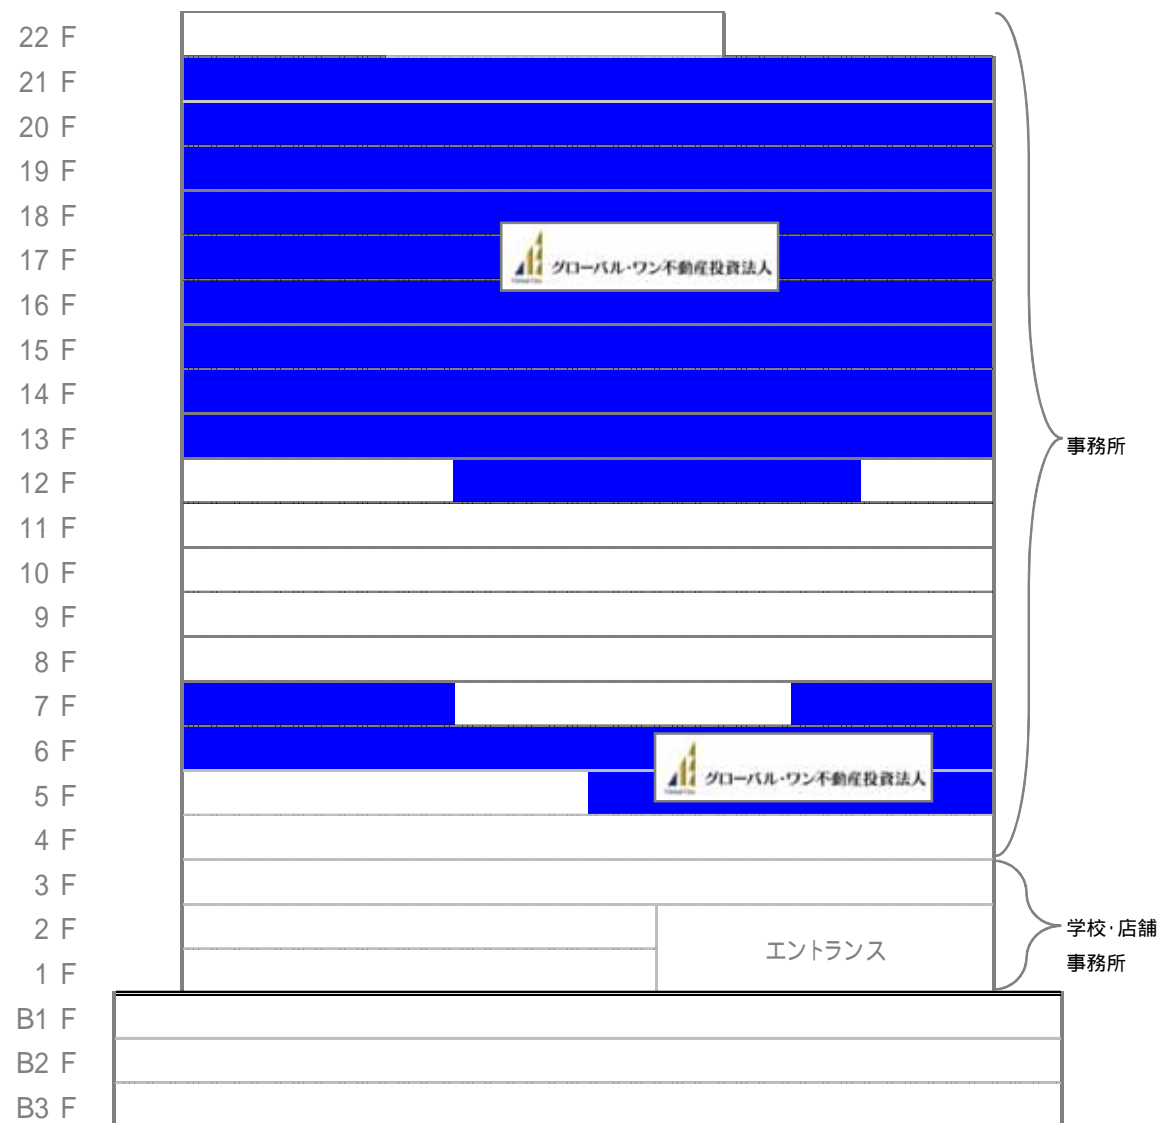 22 F
21 F
20 F
19 F
18 F
17 F
グローバル・ワン不動産投資法人
16 F
15 F
14 F
13 F
事務所
12 F
11 F
10 F
9 F
8 F
7 F
6 F
グローバル・ワン不動産投資法人
5 F
4 F
3 F
2 F
学校・店舗
エントランス
事務所
1 F
B1 F
B2 F
B3 F